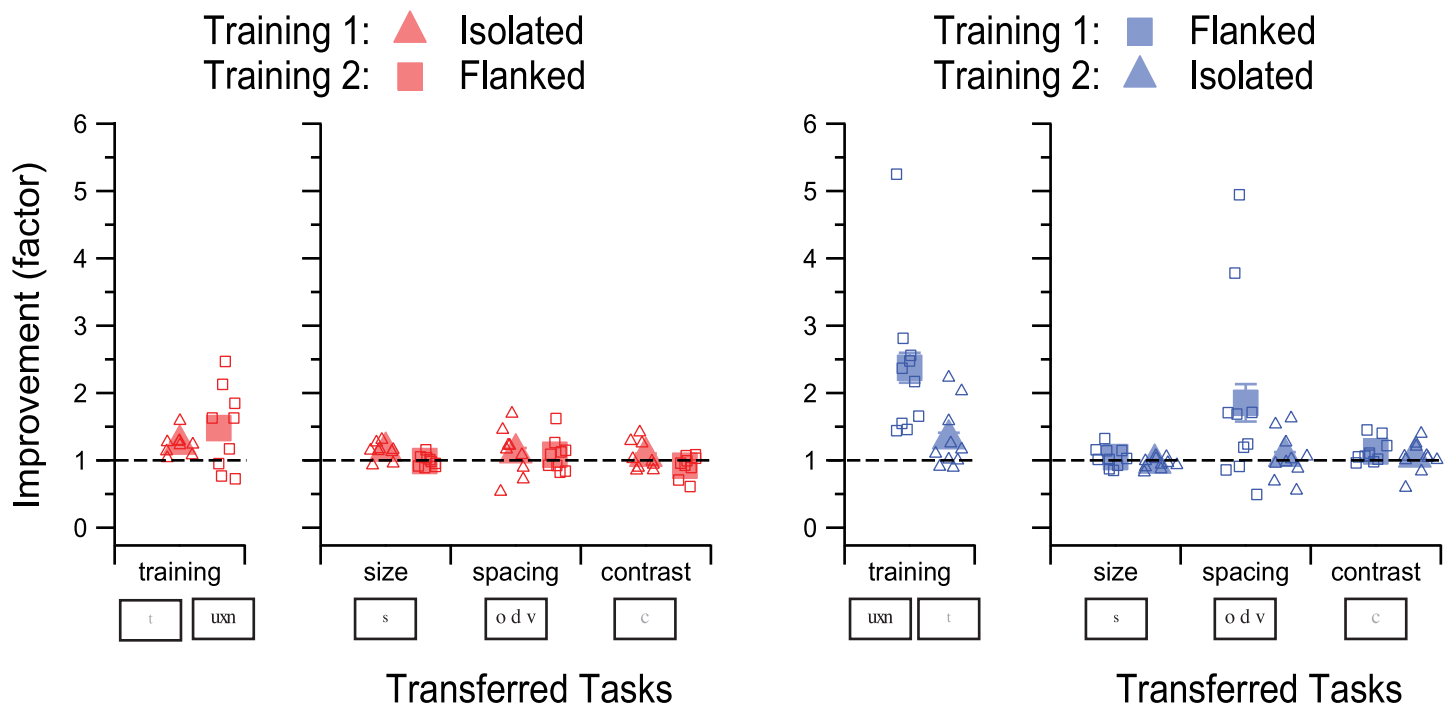 Training 1: Isolated
Training 2: Flanked
Training 1: Flanked
Training 2: Isolated
Improvement (factor)
6
5
4
3
2
1
0
training
size
spacing
contrast
t
uxn
s
o d v
c
Transferred Tasks
6
5
4
3
2
1
0
training
size
spacing
contrast
uxn
t
s
o d v
c
Transferred Tasks